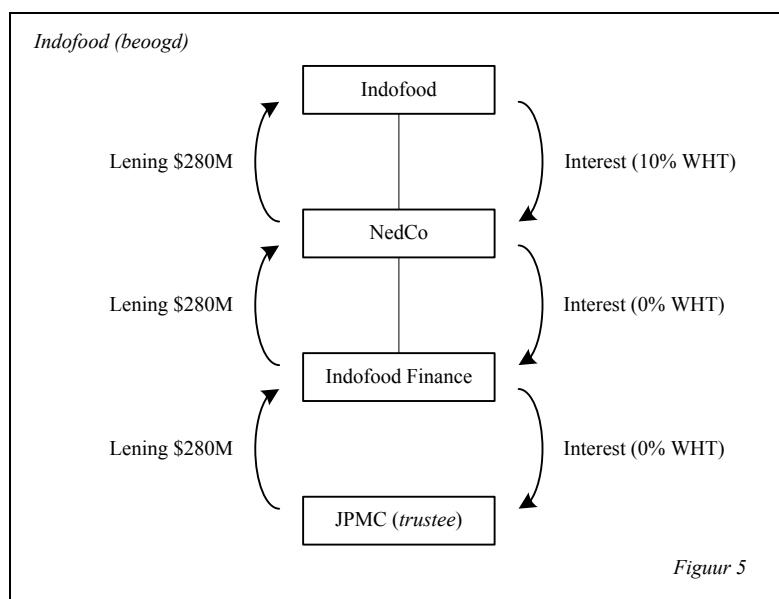 Indofood (beoogd)
Indofood
Lening $280M
Interest (10% WHT)
NedCo
Lening $280M
Interest (0% WHT)
Indofood Finance
Lening $280M
Interest (0% WHT)
JPMC (trustee)
Figuur 5